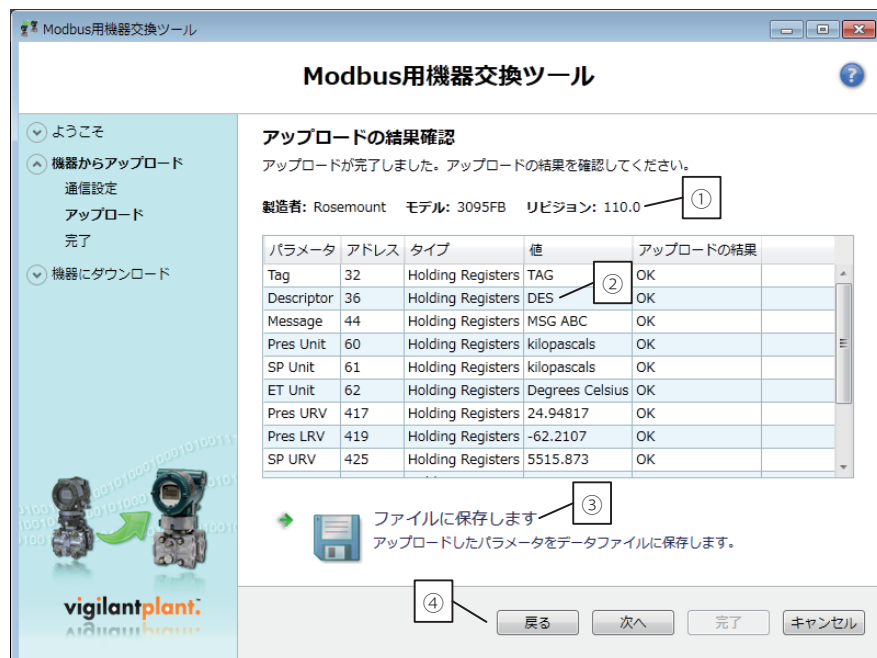 Modbus用機器交換ツール
Modbus用機器交換ツール
?
ようこそ
機器からアップロード
通信設定
アップロード
完了
機器にダウンロード
アップロードの結果確認
アップロードが完了しました。アップロードの結果を確認してください。
製造者: Rosemount モデル: 3095FB リビジョン: 110.0
①
パラメータ アドレス タイプ 値 アップロードの結果
Tag 32 Holding Registers TAG OK
②
Descriptor 36 Holding Registers DES OK
Message 44 Holding Registers MSG ABC OK
Pres Unit 60 Holding Registers kilopascals OK
SP Unit 61 Holding Registers kilopascals OK
ET Unit 62 Holding Registers Degrees Celsius OK
Pres URV 417 Holding Registers 24.94817 OK
Pres LRV 419 Holding Registers -62.2107 OK
SP URV 425 Holding Registers 5515.873 OK
③
ファイルに保存します
アップロードしたパラメータをデータファイルに保存します。
vigilantplant.
④
戻る 次へ 完了 キャンセル